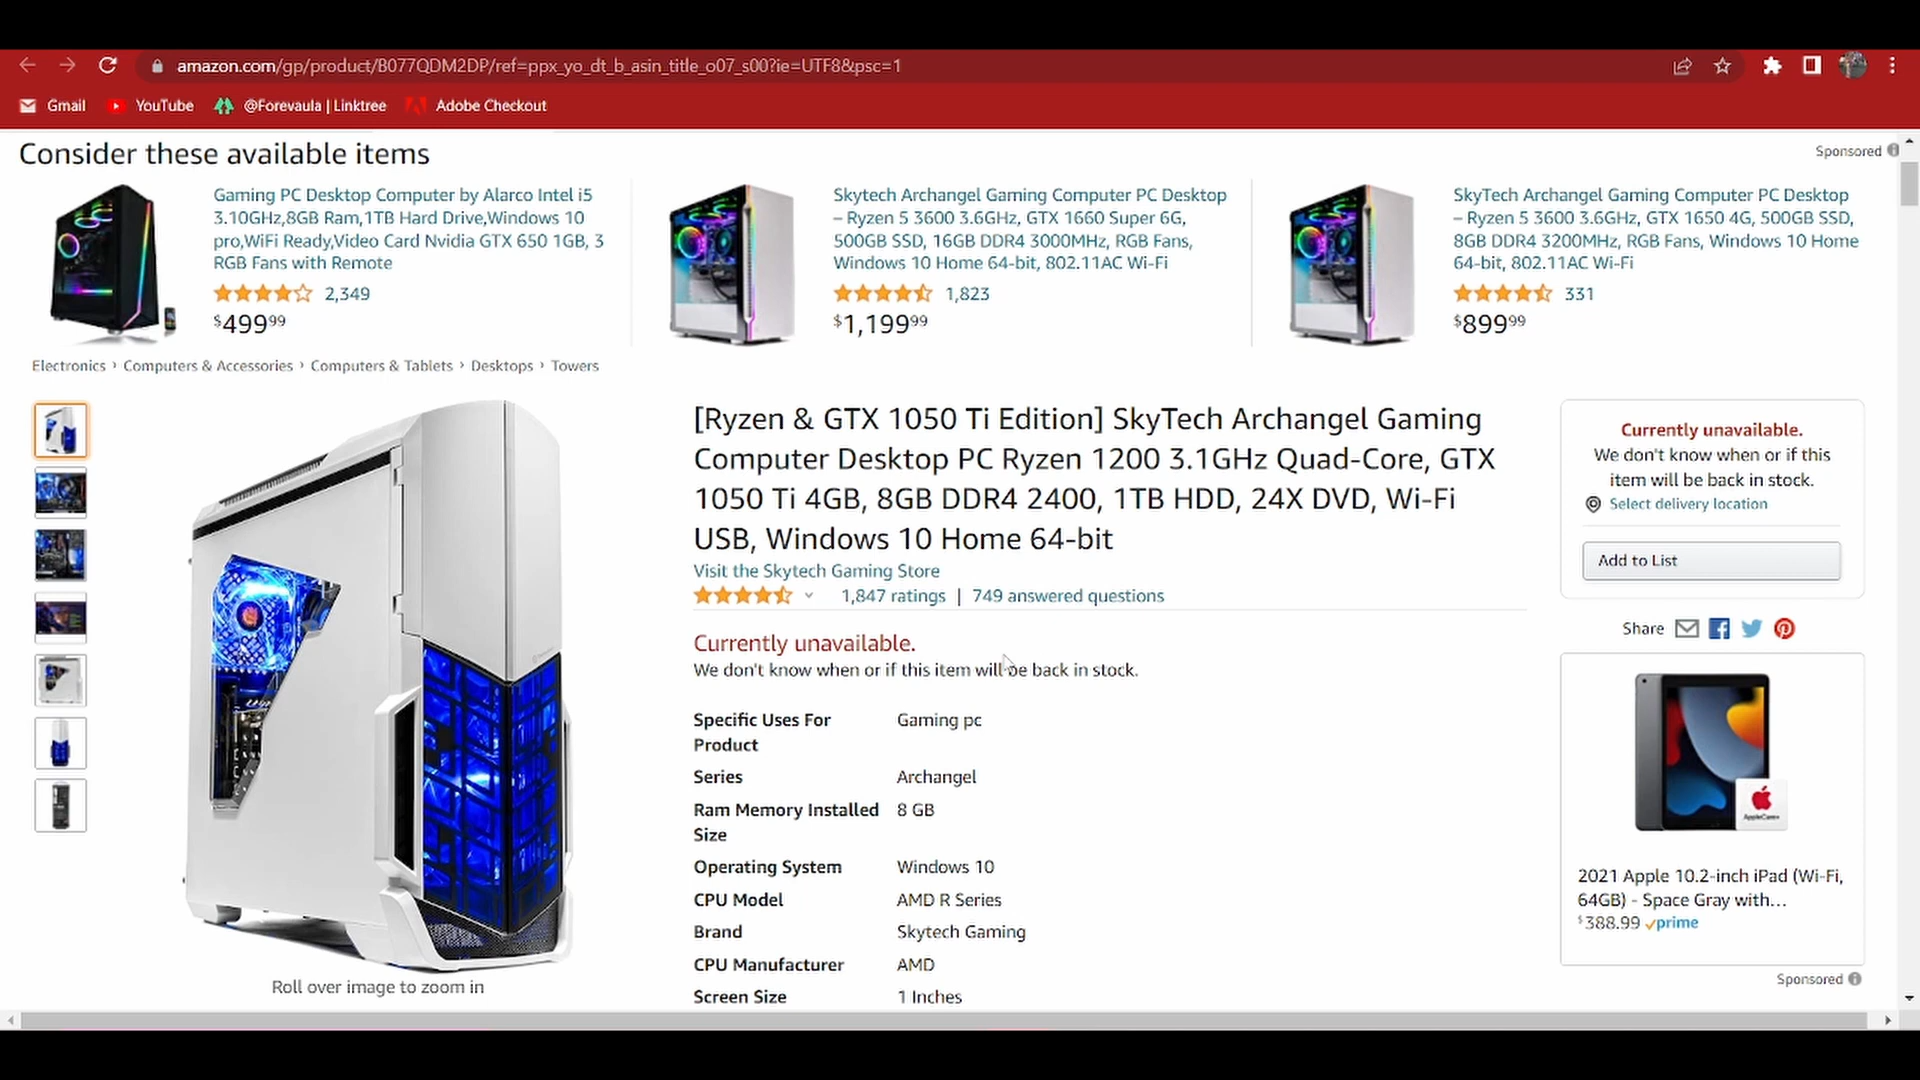 amazon.com/gp/product/B077QDM2DP/ref=ppx_yo_dt_b_asin_title_o07_s00?ie=UTF8&psc=1
Gmail YouTube @Forevaula | Linktree Adobe Checkout
Consider these available items
Sponsored
Gaming PC Desktop Computer by Alarco Intel i5
3.10GHz,8GB Ram,1TB Hard Drive,Windows 10
pro,WiFi Ready,Video Card Nvidia GTX 650 1GB, 3
RGB Fans with Remote
2,349
$499.99
Skytech Archangel Gaming Computer PC Desktop
– Ryzen 5 3600 3.6GHz, GTX 1660 Super 6G,
500GB SSD, 16GB DDR4 3000MHz, RGB Fans,
Windows 10 Home 64-bit, 802.11AC Wi-Fi
1,823
$1,199.99
SkyTech Archangel Gaming Computer PC Desktop
– Ryzen 5 3600 3.6GHz, GTX 1650 4G, 500GB SSD,
8GB DDR4 3200MHz, RGB Fans, Windows 10 Home
64-bit, 802.11AC Wi-Fi
331
$899.99
Electronics › Computers & Accessories › Computers & Tablets › Desktops › Towers
[Ryzen & GTX 1050 Ti Edition] SkyTech Archangel Gaming
Computer Desktop PC Ryzen 1200 3.1GHz Quad-Core, GTX
1050 Ti 4GB, 8GB DDR4 2400, 1TB HDD, 24X DVD, Wi-Fi
USB, Windows 10 Home 64-bit
Visit the Skytech Gaming Store
1,847 ratings | 749 answered questions
Currently unavailable.
We don't know when or if this item will be back in stock.
Specific Uses For Product Gaming pc
Series Archangel
Ram Memory Installed Size 8 GB
Operating System Windows 10
CPU Model AMD R Series
Brand Skytech Gaming
CPU Manufacturer AMD
Screen Size 1 Inches
Roll over image to zoom in
Currently unavailable.
We don't know when or if this
item will be back in stock.
Select delivery location
Add to List
Share
AppleCare+
2021 Apple 10.2-inch iPad (Wi-Fi,
64GB) - Space Gray with...
$388.99 prime
Sponsored